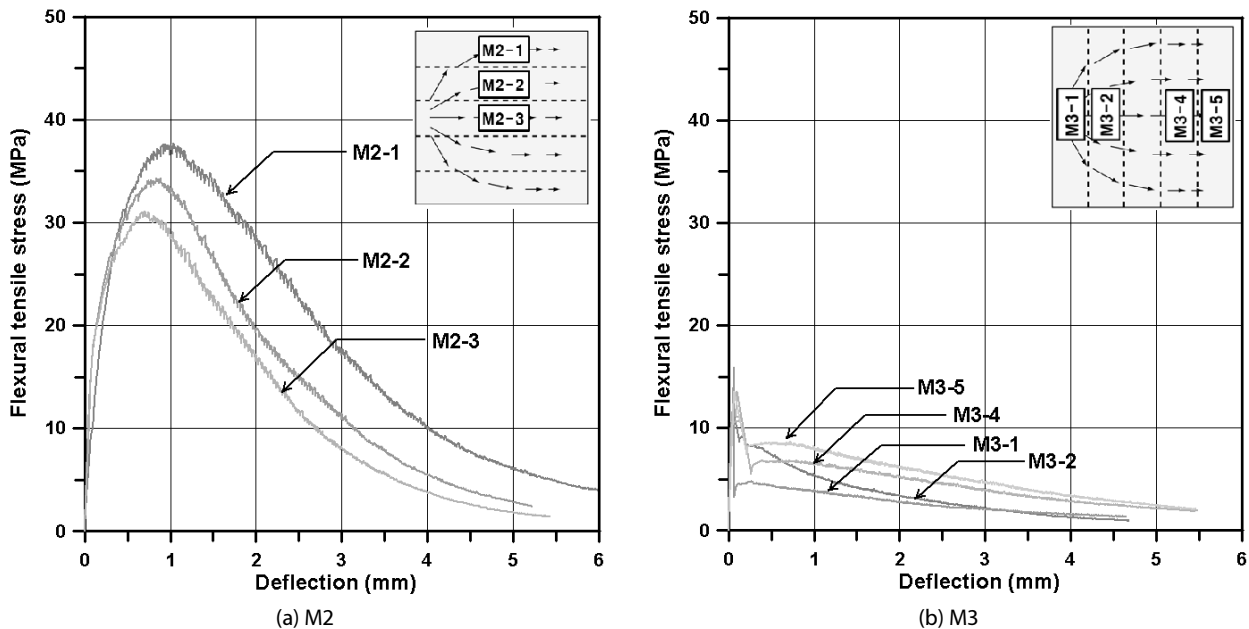 50
40
30
20
10
0
Flexural tensile stress (MPa)
M2-1
M2-2
M2-3
M2-1
M2-2
M2-3
0 1 2 3 4 5 6
Deflection (mm)
(a) M2
50
40
30
20
10
0
Flexural tensile stress (MPa)
M3-1
M3-2
M3-4
M3-5
M3-5
M3-4
M3-1
M3-2
0 1 2 3 4 5 6
Deflection (mm)
(b) M3